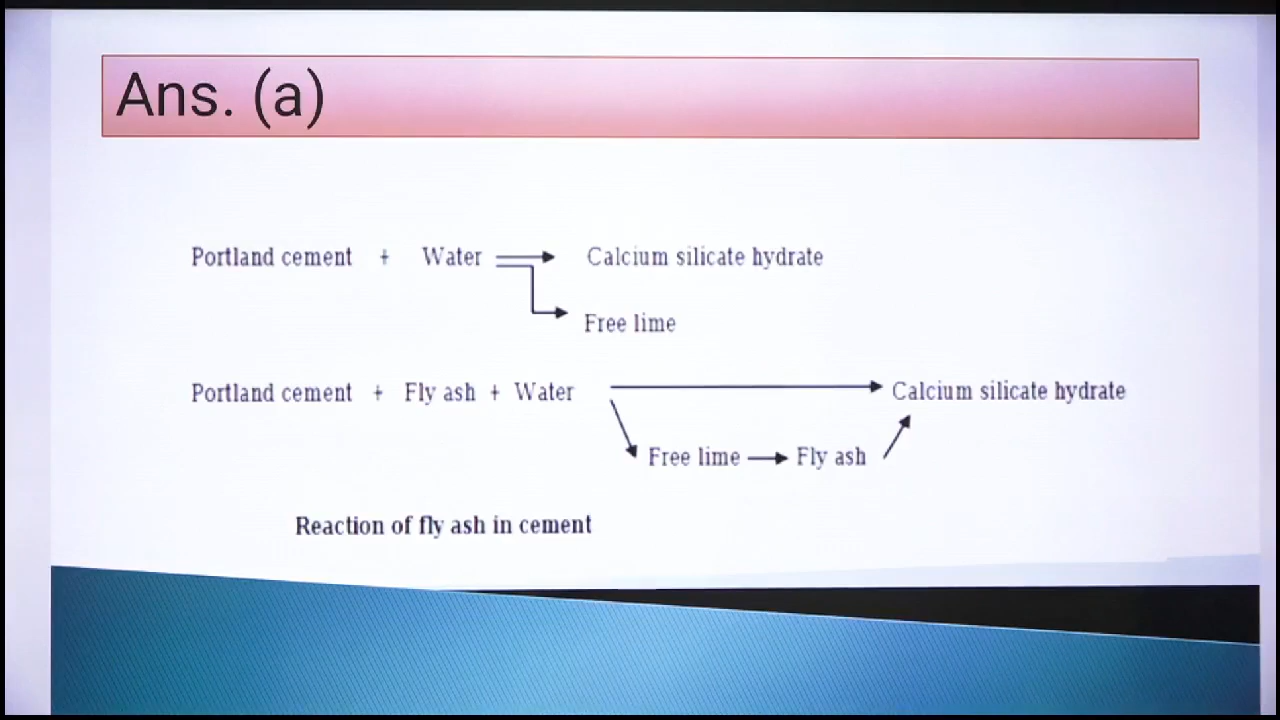 Ans. (a)
Portland cement + Water Calcium silicate hydrate
Free lime
Portland cement + Fly ash + Water Calcium silicate hydrate
Free lime Fly ash
Reaction of fly ash in cement